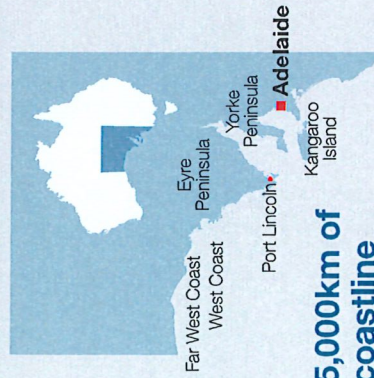 Far West Coast
West Coast
Eyre
Peninsula
Yorke
Peninsula
Port Lincoln
Adelaide
Kangaroo
Island
5,000km of
coastline